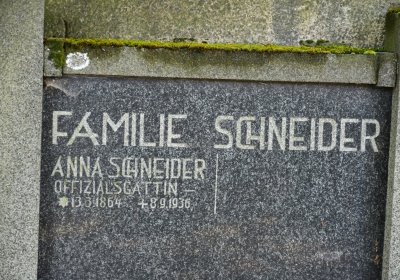 FAMILIE SCHNEIDER
ANNA SCHNEIDER
OFFIZIALSGATTIN –
✱ 13.3.1864 + 8.9.1936